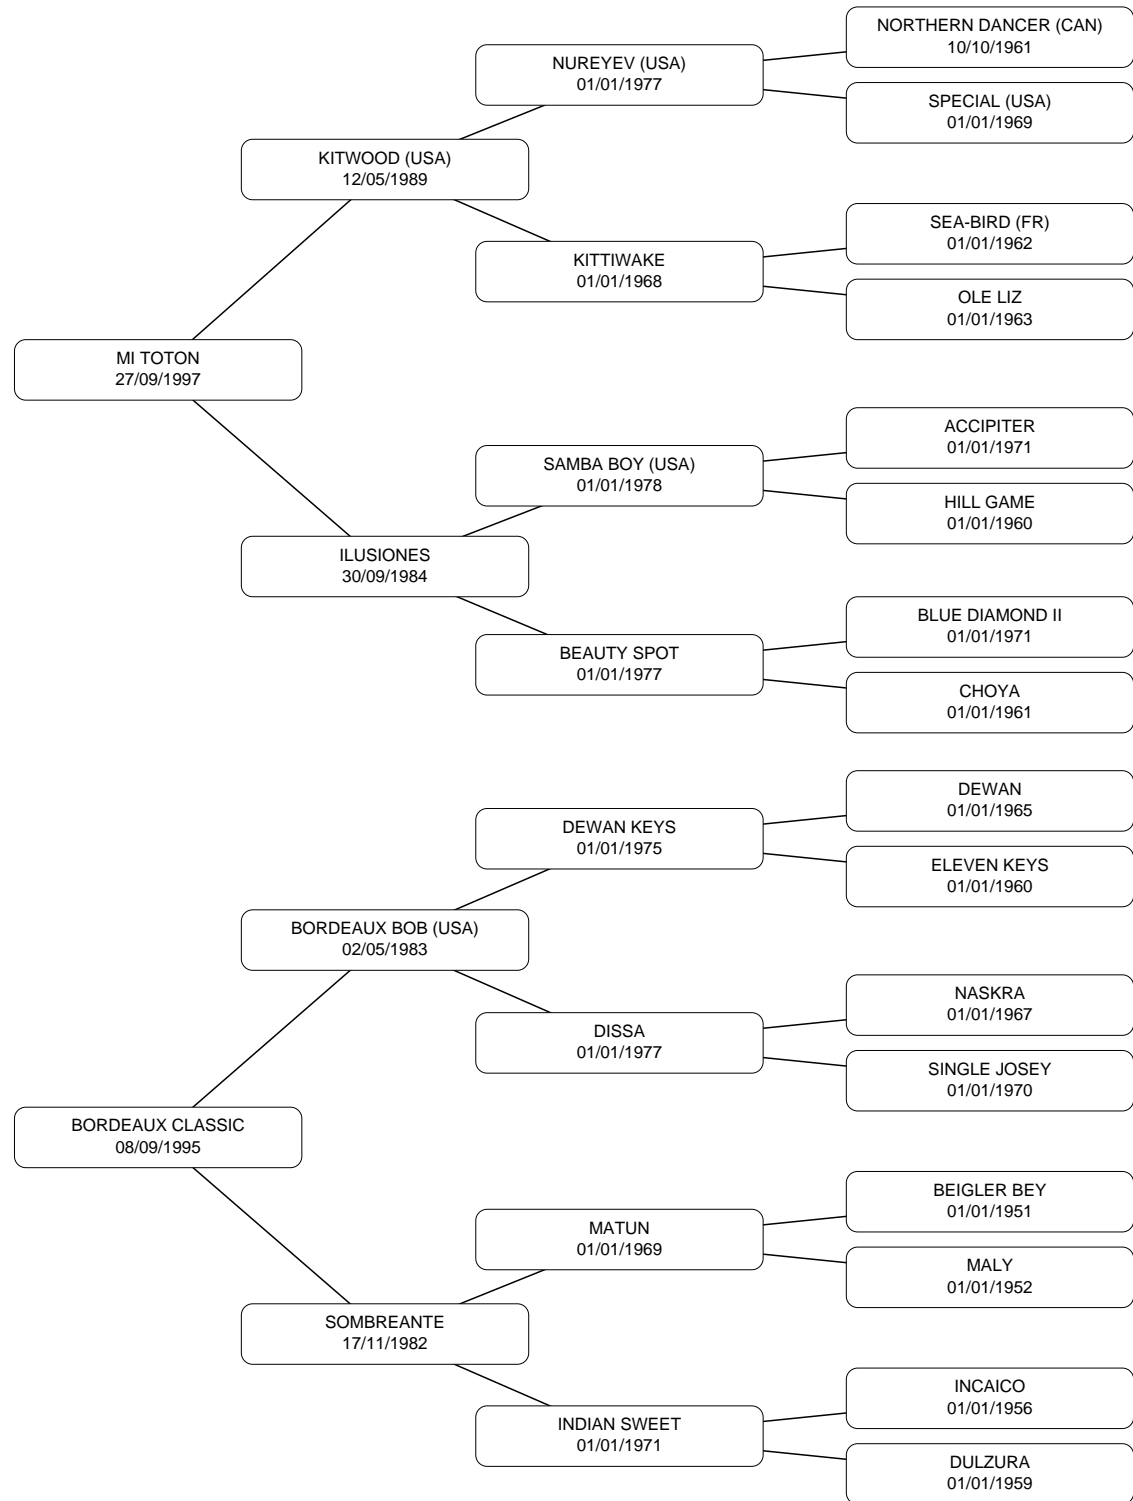 NORTHERN DANCER (CAN)
10/10/1961
NUREYEV (USA)
01/01/1977
SPECIAL (USA)
01/01/1969
KITWOOD (USA)
12/05/1989
SEA-BIRD (FR)
01/01/1962
KITTIWAKE
01/01/1968
OLE LIZ
01/01/1963
MI TOTON
27/09/1997
ACCIPITER
01/01/1971
SAMBA BOY (USA)
01/01/1978
HILL GAME
01/01/1960
ILUSIONES
30/09/1984
BLUE DIAMOND II
01/01/1971
BEAUTY SPOT
01/01/1977
CHOYA
01/01/1961
DEWAN
01/01/1965
DEWAN KEYS
01/01/1975
ELEVEN KEYS
01/01/1960
BORDEAUX BOB (USA)
02/05/1983
NASKRA
01/01/1967
DISSA
01/01/1977
SINGLE JOSEY
01/01/1970
BORDEAUX CLASSIC
08/09/1995
BEIGLER BEY
01/01/1951
MATUN
01/01/1969
MALY
01/01/1952
SOMBREANTE
17/11/1982
INCAICO
01/01/1956
INDIAN SWEET
01/01/1971
DULZURA
01/01/1959